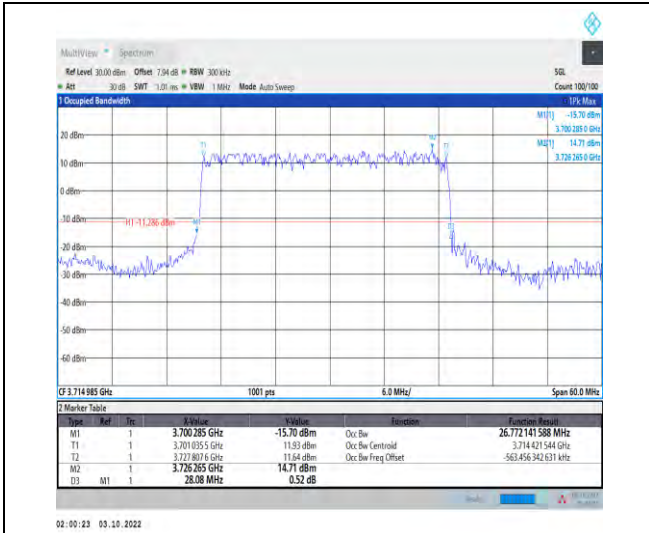 MultiView Spectrum
Ref Level 30.00 dBm Offset 7.94 dB RBW 300 kHz SGL
Att 30 dB SWT 1.01 ms VBW 1 MHz Mode Auto Sweep Count 100/100
1 Occupied Bandwidth 1Pk Max
M1[1] -15.70 dBm
3.700 285 0 GHz
M2[1] 14.71 dBm
3.726 265 0 GHz
20 dBm
M2
T1
10 dBm
0 dBm
-10 dBm
H1 -11.286 dBm
M1
-20 dBm
-30 dBm
-40 dBm
-50 dBm
-60 dBm
CF 3.714 985 GHz 1001 pts 6.0 MHz/ Span 60.0 MHz
2 Marker Table
Type Ref Trc X-Value Y-Value Function Function Result
M1 1 3.700 285 GHz -15.70 dBm Occ Bw 26.772 141 588 MHz
T1 1 3.701 035 5 GHz 11.93 dBm Occ Bw Centroid 3.714 421 544 GHz
T2 1 3.727 807 6 GHz 11.64 dBm Occ Bw Freq Offset -563.456 342 631 kHz
M2 1 3.726 265 GHz 14.71 dBm
D3 M1 1 28.08 MHz 0.52 dB
02:00:23 03.10.2022